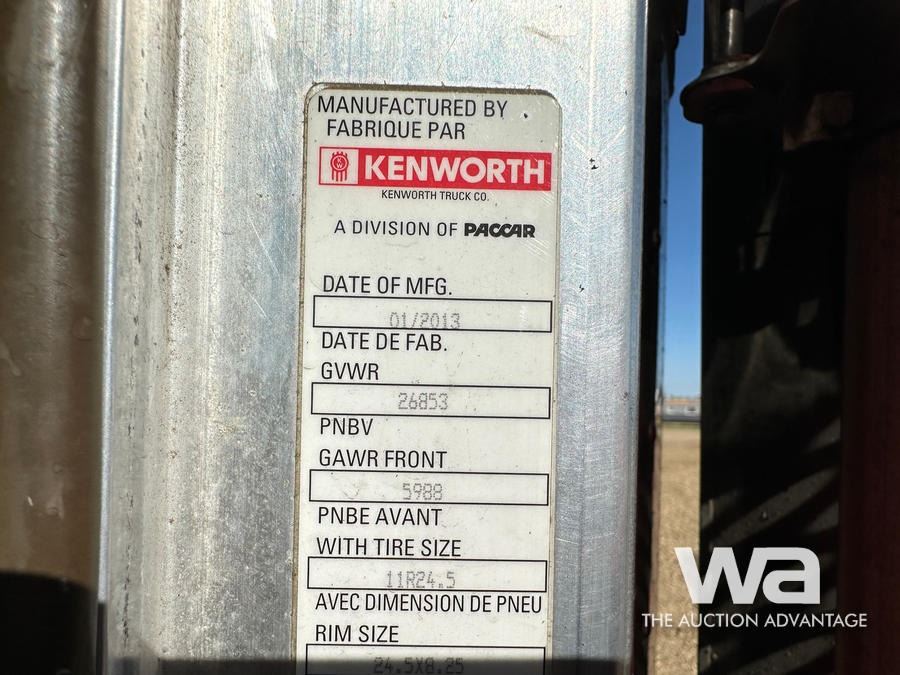 MANUFACTURED BY
FABRIQUE PAR
KW KENWORTH
KENWORTH TRUCK CO.
A DIVISION OF PACCAR
DATE OF MFG.
01/2013
DATE DE FAB.
GVWR
26853
PNBV
GAWR FRONT
5988
PNBE AVANT
WITH TIRE SIZE
11R24.5
AVEC DIMENSION DE PNEU
RIM SIZE
24.5X8.25
wa
THE AUCTION ADVANTAGE